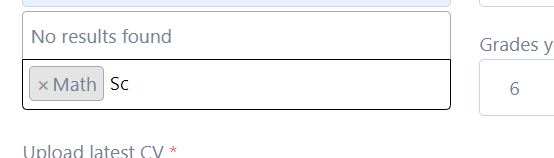 No results found
Grades y
× Math Sc
6
Upload latest CV *